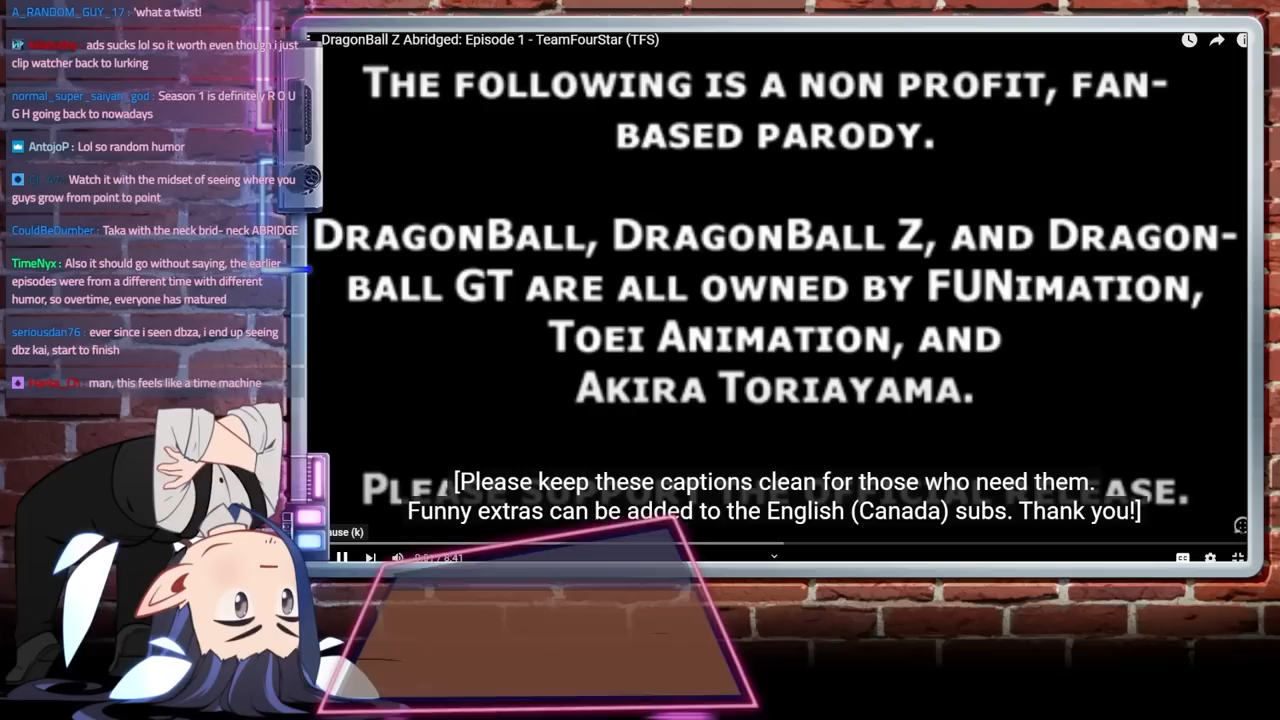 A_RANDOM_GUY_17 : 'what a twist!
ads sucks lol so it worth even though i just
clip watcher back to lurking
normal_super_saiyan_god : Season 1 is definitely R O U
G H going back to nowadays
AntojoP : Lol so random humor
Watch it with the midset of seeing where you
guys grow from point to point
CouldBeDumber : Taka with the neck brid- neck ABRIDGE
TimeNyx : Also it should go without saying, the earlier
episodes were from a different time with different
humor, so overtime, everyone has matured
seriousdan76 : ever since i seen dbza, i end up seeing
dbz kai, start to finish
man, this feels like a time machine
DragonBall Z Abridged: Episode 1 - TeamFourStar (TFS)
The following is a non profit, fan-
based parody.
DragonBall, DragonBall Z, and Dragon-
ball GT are all owned by FUNimation,
Toei Animation, and
Akira Toriayama.
Please support the official release.
[Please keep these captions clean for those who need them.
Funny extras can be added to the English (Canada) subs. Thank you!]
ause (k)